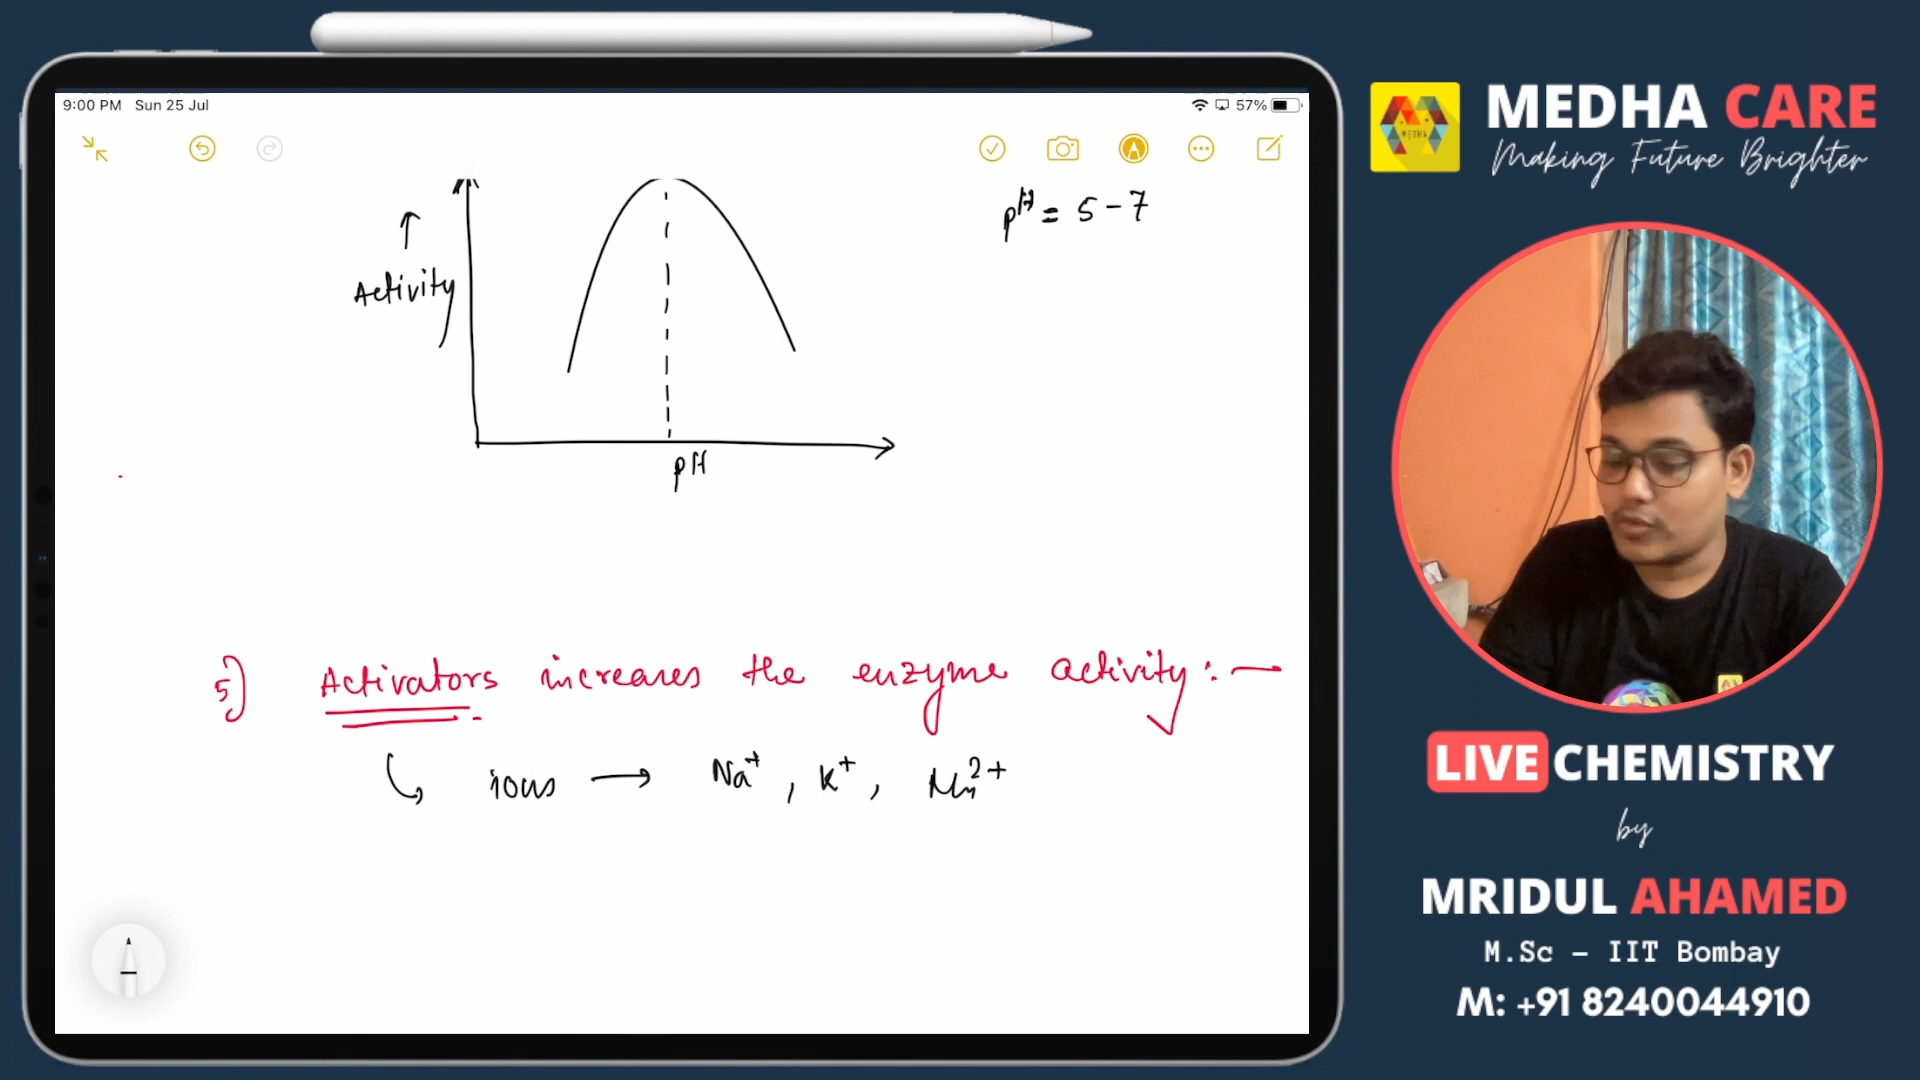 9:00 PM Sun 25 Jul
57%
Activity
pH = 5-7
pH
5) Activators increases the enzyme activity:-
ions → Na+, K+, Mn2+
MEDHA CARE
Making Future Brighter
LIVE CHEMISTRY
by
MRIDUL AHAMED
M.Sc - IIT Bombay
M: +91 8240044910